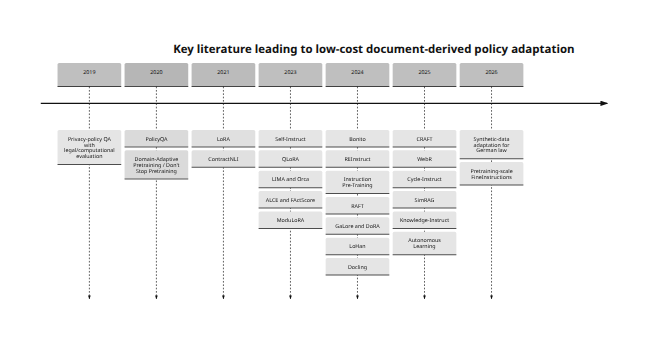 Key literature leading to low-cost document-derived policy adaptation
2019
2020
2021
2023
2024
2025
2026
Privacy-policy QA
with
legal/computational
evaluation
PolicyQA
Domain-Adaptive
Pretraining / Don't
Stop Pretraining
LoRA
ContractNLI
Self-Instruct
QLoRA
LIMA and Orca
ALCE and FActScore
ModuLoRA
Bonito
REInstruct
Instruction
Pre-Training
RAFT
GaLore and DoRA
LoHan
Docling
CRAFT
WebR
Cycle-Instruct
SimRAG
Knowledge-Instruct
Autonomous
Learning
Synthetic-data
adaptation for
German law
Pretraining-scale
FineInstructions